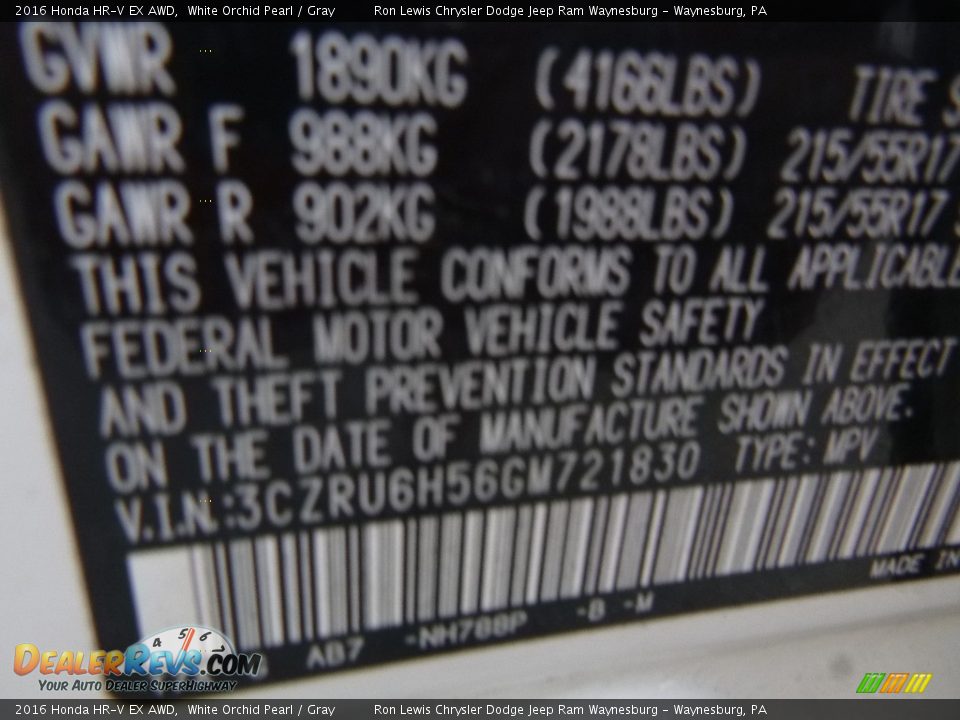 2016 Honda HR-V EX AWD, White Orchid Pearl / Gray Ron Lewis Chrysler Dodge Jeep Ram Waynesburg - Waynesburg, PA
GVWR 1890KG (4166LBS) TIRE S
GAWR F 988KG (2178LBS) 215/55R17
GAWR R 902KG (1988LBS) 215/55R17
THIS VEHICLE CONFORMS TO ALL APPLICABLE
FEDERAL MOTOR VEHICLE SAFETY
AND THEFT PREVENTION STANDARDS IN EFFECT
ON THE DATE OF MANUFACTURE SHOWN ABOVE.
V.I.N.:3CZRU6H56GM721830 TYPE: MPV
MADE IN
AB7 -NH788P -B -M
4 5 6
DealerRevs.com
Your Auto Dealer SuperHighway
2016 Honda HR-V EX AWD, White Orchid Pearl / Gray Ron Lewis Chrysler Dodge Jeep Ram Waynesburg - Waynesburg, PA